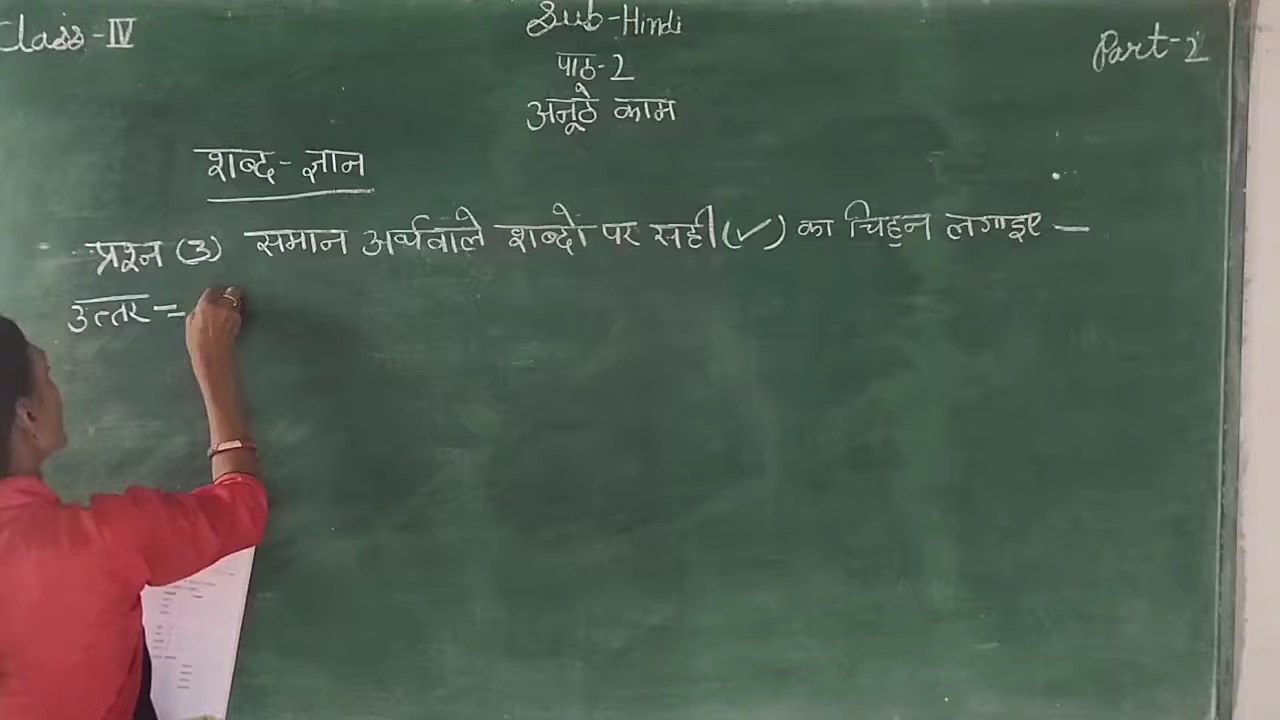 Class-IV
Sub-Hindi
Part-2
पाठ-2
अनूठे काम
शब्द-ज्ञान
प्रश्न (3) समान अर्थवाले शब्दों पर सही (✓) का चिह्न लगाइए —
उत्तर =